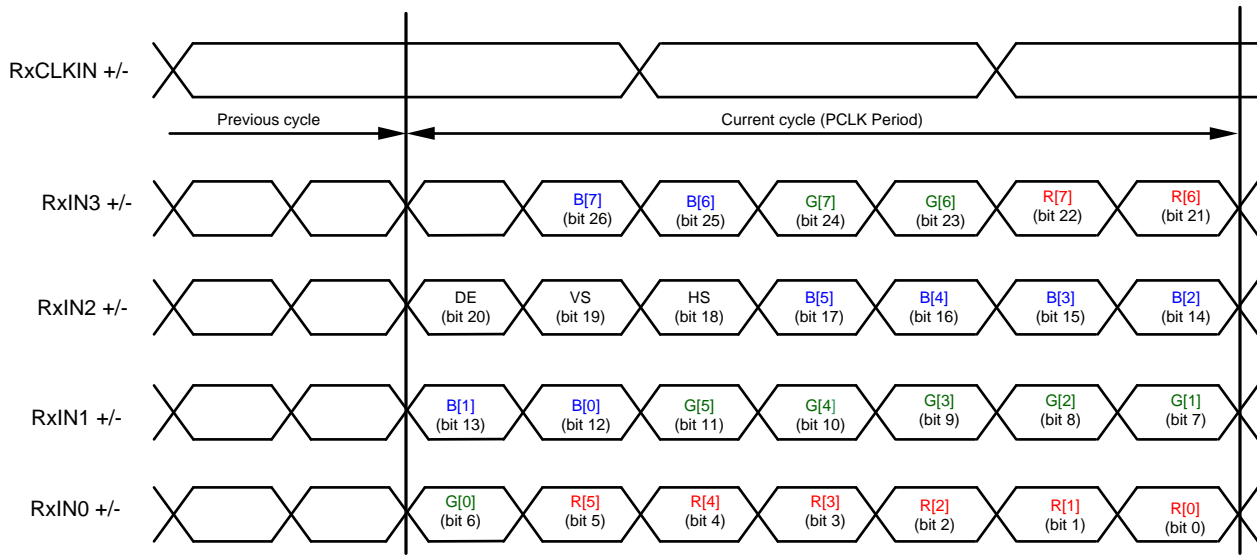 RxCLKIN +/-
Previous cycle
Current cycle (PCLK Period)
RxIN3 +/-
B[7]
(bit 26)
B[6]
(bit 25)
G[7]
(bit 24)
G[6]
(bit 23)
R[7]
(bit 22)
R[6]
(bit 21)
RxIN2 +/-
DE
(bit 20)
VS
(bit 19)
HS
(bit 18)
B[5]
(bit 17)
B[4]
(bit 16)
B[3]
(bit 15)
B[2]
(bit 14)
RxIN1 +/-
B[1]
(bit 13)
B[0]
(bit 12)
G[5]
(bit 11)
G[4]
(bit 10)
G[3]
(bit 9)
G[2]
(bit 8)
G[1]
(bit 7)
RxIN0 +/-
G[0]
(bit 6)
R[5]
(bit 5)
R[4]
(bit 4)
R[3]
(bit 3)
R[2]
(bit 2)
R[1]
(bit 1)
R[0]
(bit 0)